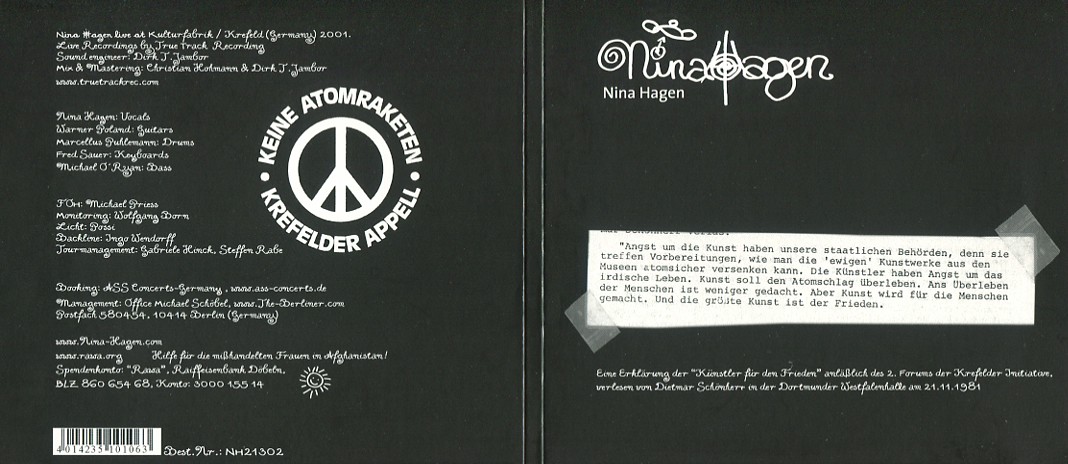 Nina Hagen live at Kulturfabrik / Krefeld (Germany) 2001.
Live Recordings by True Track Recording
Sound engineer: Dirk T. Jambor
Mix & Mastering: Christian Hohmann & Dirk T. Jambor
www.truetrackrec.com
Nina Hagen: Vocals
Warner Poland: Guitars
Marcellus Puhlemann: Drums
Fred Sauer: Keyboards
Michael O'Ryan: Bass
FOH: Michael Priess
Monitoring: Wolfgang Dorn
Licht: Possi
Backline: Ingo Wendorff
Tourmanagement: Gabriele Hinck, Steffen Rabe
KEINE ATOMRAKETEN
• KREFELDER APPELL •
Booking: ASS Concerts-Germany, www.ass-concerts.de
Management: Office Michael Schöbel, www.The-Berliner.com
Postfach 580454, 10414 Berlin (Germany)
www.Nina-Hagen.com
www.rawa.org Hilfe für die mißhandelten Frauen in Afghanistan!
Spendenkonto: "Rawa", Raiffeisenbank Döbeln,
BLZ 860 654 68, Konto: 3000 155 14
4 014235 101063
Best.Nr.: NH21302
Nina Hagen
Nina Hagen
"Angst um die Kunst haben unsere staatlichen Behörden, denn sie
treffen Vorbereitungen, wie man die 'ewigen' Kunstwerke aus den
Museen atomsicher versenken kann. Die Künstler haben Angst um das
irdische Leben. Kunst soll den Atomschlag überleben. Ans Überleben
der Menschen ist weniger gedacht. Aber Kunst wird für die Menschen
gemacht. Und die größte Kunst ist der Frieden.
Eine Erklärung der "Künstler für den Frieden" anläßlich des 2. Forums der Krefelder Initiative,
verlesen von Dietmar Schönherr in der Dortmunder Westfalenhalle am 21.11.1981